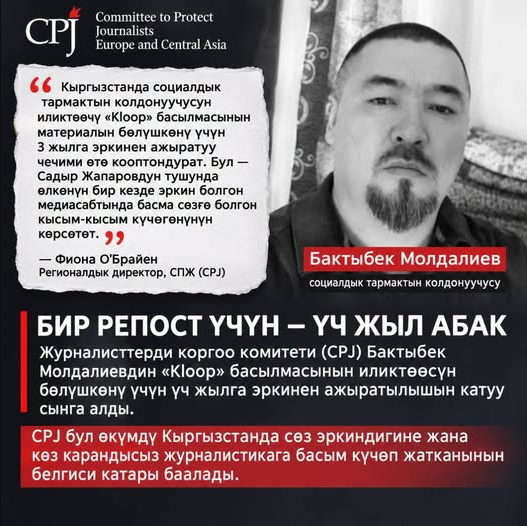 CPJ
Committee to Protect
Journalists
Europe and Central Asia
“ Кыргызстанда социалдык
тармактын колдонуучусун
иликтөөчү «Kloop» басылмасынын
материалын бөлүшкөнү үчүн
3 жылга эркинен ажыратуу
чечими өтө кооптондурат. Бул —
Садыр Жапаровдун тушунда
өлкөнүн бир кезде эркин болгон
медиасабтында басма сөзгө болгон
кысым-кысым күчөгөнүнүн
көрсөтөт. ”
— Фиона О'Брайен
Регионалдык директор, СПЖ (CPJ)
Бактыбек Молдалиев
социалдык тармактын колдонуучусу
БИР РЕПОСТ ҮЧҮН – ҮЧ ЖЫЛ АБАК
Журналисттерди коргоо комитети (CPJ) Бактыбек
Молдалиевдин «Kloop» басылмасынын иликтөөсүн
бөлүшкөнү үчүн үч жылга эркинен ажыратылышын катуу
сынга алды.
CPJ бул өкүмдү Кыргызстанда сөз эркиндигине жана
көз карандысыз журналистикага басым күчөп жатканынын
белгиси катары баалады.